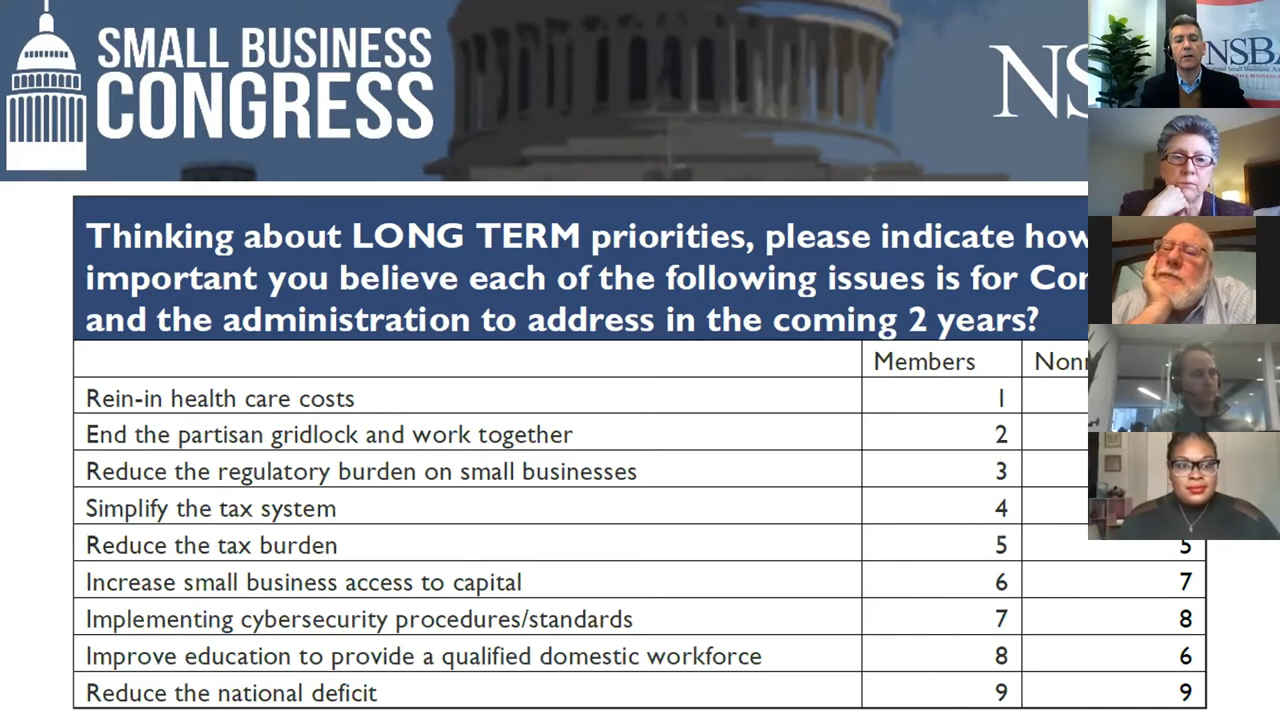 SMALL BUSINESS
CONGRESS
NS
NSBA
Thinking about LONG TERM priorities, please indicate how
important you believe each of the following issues is for Con
and the administration to address in the coming 2 years?
Members Non
Rein-in health care costs 1
End the partisan gridlock and work together 2
Reduce the regulatory burden on small businesses 3
Simplify the tax system 4
Reduce the tax burden 5 5
Increase small business access to capital 6 7
Implementing cybersecurity procedures/standards 7 8
Improve education to provide a qualified domestic workforce 8 6
Reduce the national deficit 9 9